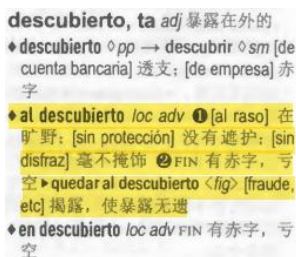 descubierto, ta adj 暴露在外的
♦ descubierto ◇pp → descubrir ◇sm [de
cuenta bancaria] 透支; [de empresa] 赤
字
♦ al descubierto loc adv ❶ [al raso] 在
旷野; [sin protección] 没有遮护; [sin
disfraz] 毫不掩饰 ❷ FIN 有赤字, 亏
空 ▸ quedar al descubierto <fig> [fraude,
etc] 揭露, 使暴露无遗
♦ en descubierto loc adv FIN 有赤字, 亏
空